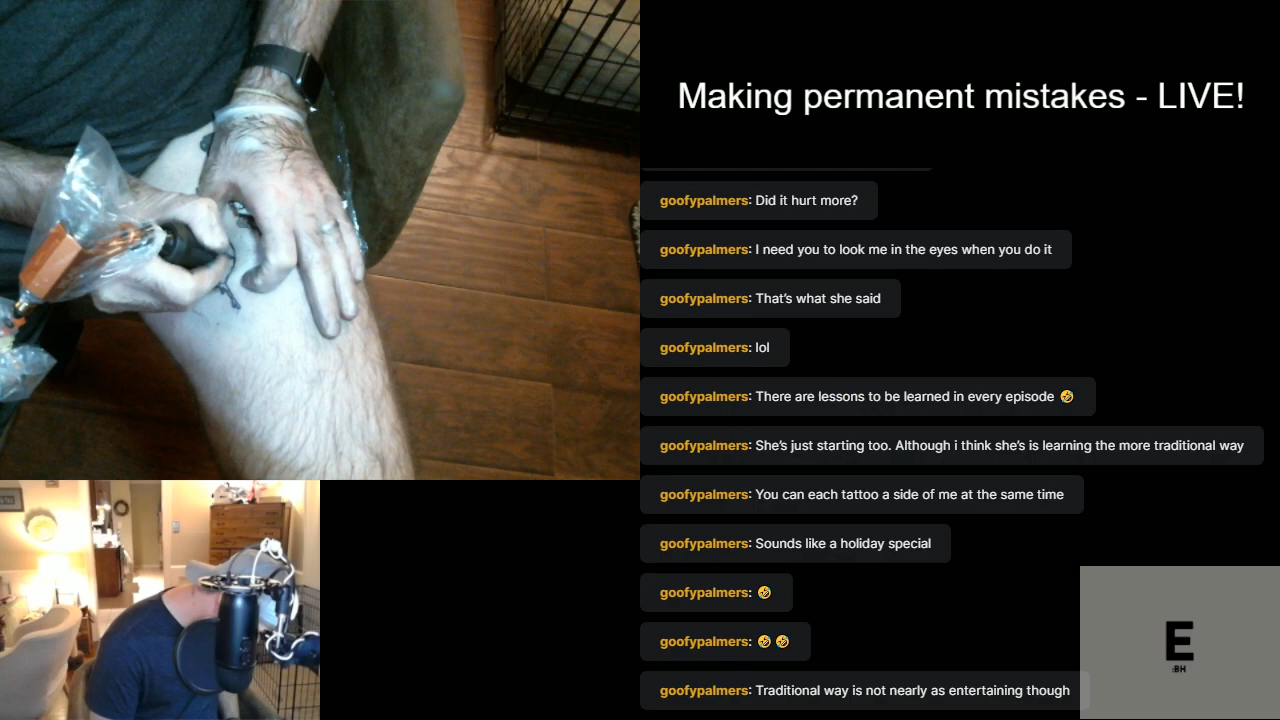 Making permanent mistakes - LIVE!
goofypalmers: Did it hurt more?
goofypalmers: I need you to look me in the eyes when you do it
goofypalmers: That's what she said
goofypalmers: lol
goofypalmers: There are lessons to be learned in every episode 🤣
goofypalmers: She's just starting too. Although i think she's is learning the more traditional way
goofypalmers: You can each tattoo a side of me at the same time
goofypalmers: Sounds like a holiday special
goofypalmers: 🤣
goofypalmers: 🤣 🤣
goofypalmers: Traditional way is not nearly as entertaining though
E
:BH